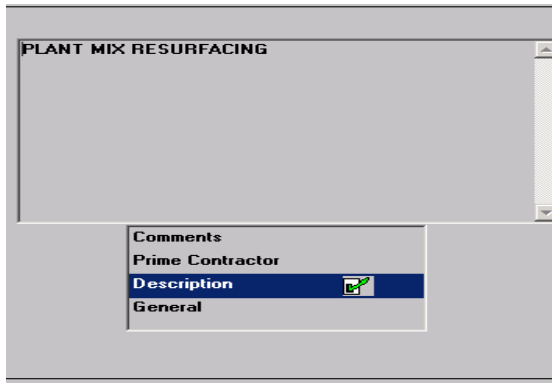 PLANT MIX RESURFACING
Comments
Prime Contractor
Description
General